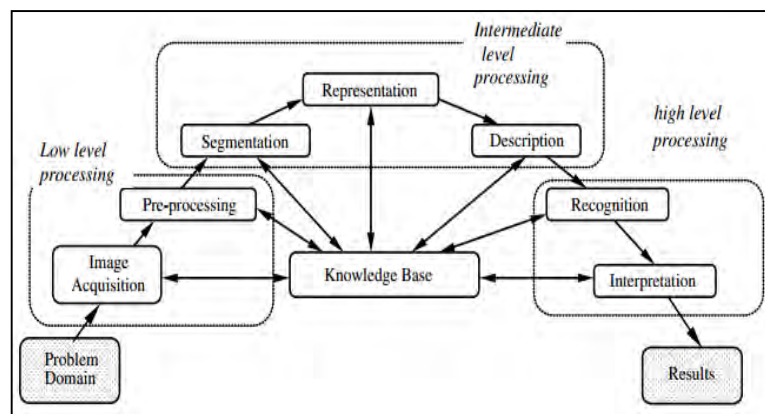 Intermediate
level
processing
Representation
high level
processing
Segmentation
Description
Low level
processing
Pre-processing
Recognition
Image
Acquisition
Knowledge Base
Interpretation
Problem
Domain
Results